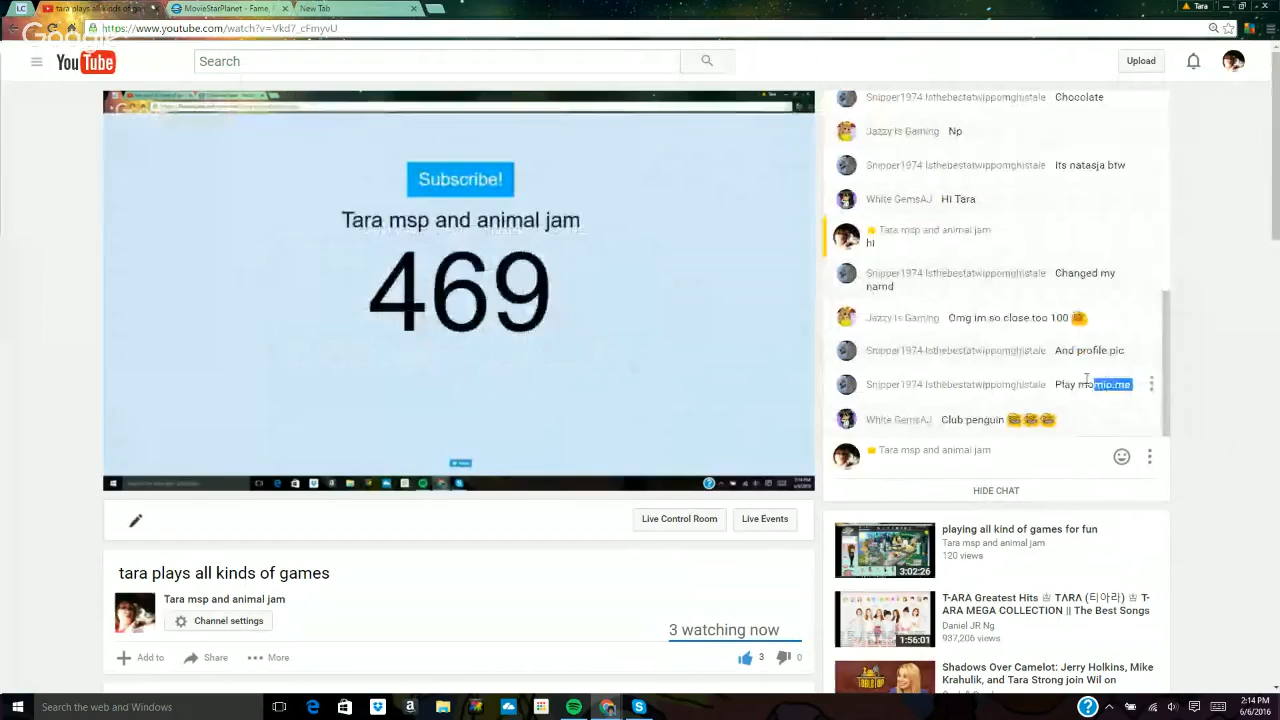 tara plays all kinds of gam
MovieStarPlanet - Fame, F
New Tab
Tara
https://www.youtube.com/watch?v=Vkd7_cFmyvU
Google
YouTube
Search
Upload
Subscribe!
Tara msp and animal jam
469
Snipper1974 Isthebestatwippomghistale Chocolate
Jazzy Is Gaming Np
Snipper1974 Isthebestatwippomghistale Its natasja btw
White GemsAJ Hi Tara
Tara msp and animal jam
hi
Snipper1974 Isthebestatwippomghistale Changed my
namd
Jazzy Is Gaming Omg im so close too 100
Snipper1974 Isthebestatwippomghistale And profile pic
Snipper1974 Isthebestatwippomghistale Play momio.me
White GemsAJ Club penguin
Tara msp and animal jam
HIDE CHAT
Live Control Room
Live Events
tara plays all kinds of games
Tara msp and animal jam
Channel settings
3 watching now
Add to
Share
More
3
0
playing all kind of games for fun
Tara msp and animal jam
120 views
3:02:26
T-ARA Greatest Hits ♕ TΛRΛ (티아라) ♕ T-
ARA MEGA COLLECTION || The Best Songs
Daniel JR Ng
937,206 views
1:56:01
Shadows Over Camelot: Jerry Holkins, Mike
Krahulik, and Tara Strong join Wil on
TABLETOP
Search the web and Windows
2:14 PM
6/6/2016